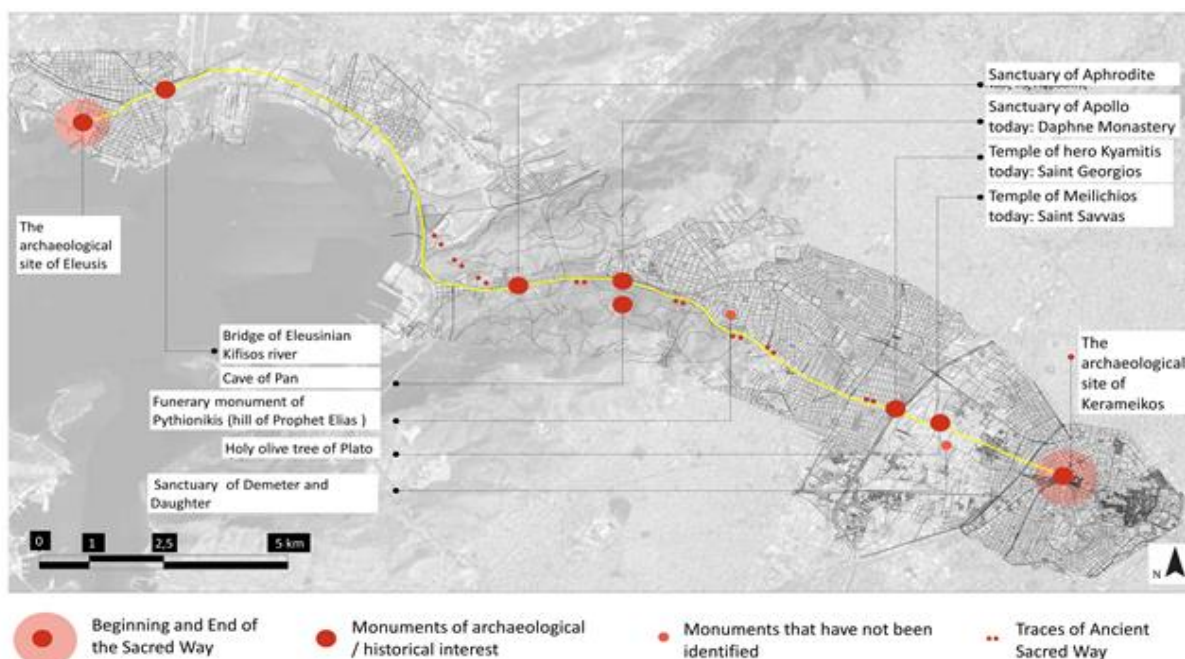 Sanctuary of Aphrodite
Sanctuary of Apollo
today: Daphne Monastery
Temple of hero Kyamitis
today: Saint Georgios
Temple of Meilichios
today: Saint Savvas
The
archaeological
site of Eleusis
Bridge of Eleusinian
Kifisos river
Cave of Pan
Funerary monument of
Pythionikis (hill of Prophet Elias )
Holy olive tree of Plato
Sanctuary of Demeter and
Daughter
The
archaeological
site of
Kerameikos
0 1 2,5 5 km
N
Beginning and End of
the Sacred Way
Monuments of archaeological
/ historical interest
Monuments that have not been
identified
Traces of Ancient
Sacred Way